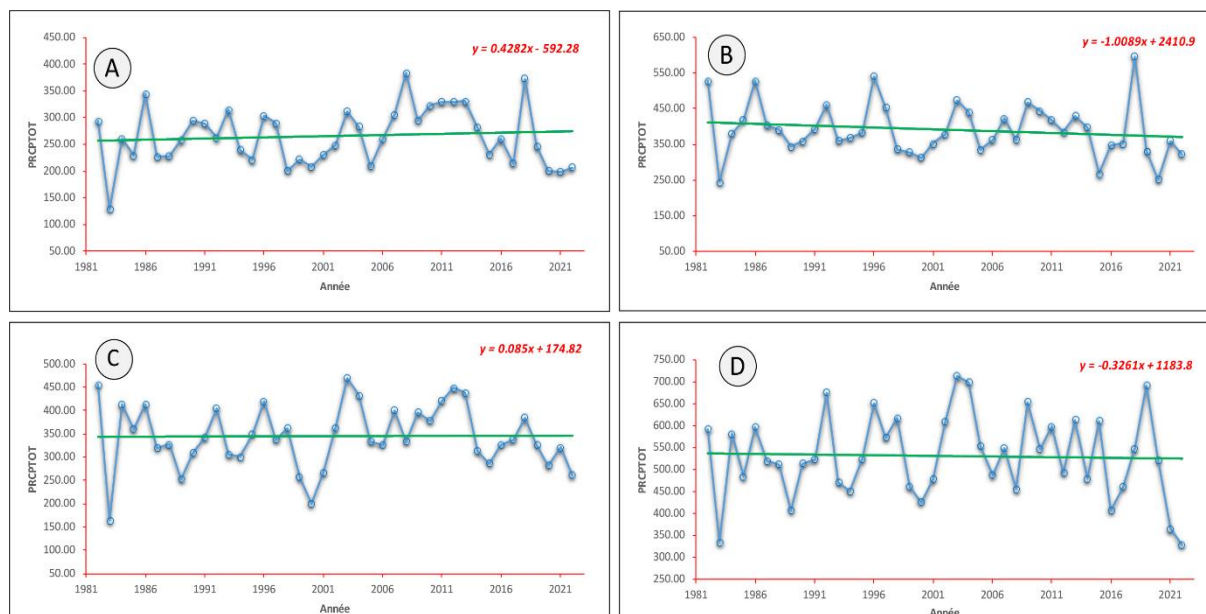 A
y = 0.4282x - 592.28
PRCPTOT
450.00
400.00
350.00
300.00
250.00
200.00
150.00
100.00
50.00
1981 1986 1991 1996 2001 2006 2011 2016 2021
Année
B
y = -1.0089x + 2410.9
PRCPTOT
650.00
550.00
450.00
350.00
250.00
150.00
50.00
1981 1986 1991 1996 2001 2006 2011 2016 2021
Année
C
y = 0.085x + 174.82
PRCPTOT
500.00
450.00
400.00
350.00
300.00
250.00
200.00
150.00
100.00
50.00
1981 1986 1991 1996 2001 2006 2011 2016 2021
Année
D
y = -0.3261x + 1183.8
PRCPTOT
750.00
700.00
650.00
600.00
550.00
500.00
450.00
400.00
350.00
300.00
250.00
1981 1986 1991 1996 2001 2006 2011 2016 2021
Année